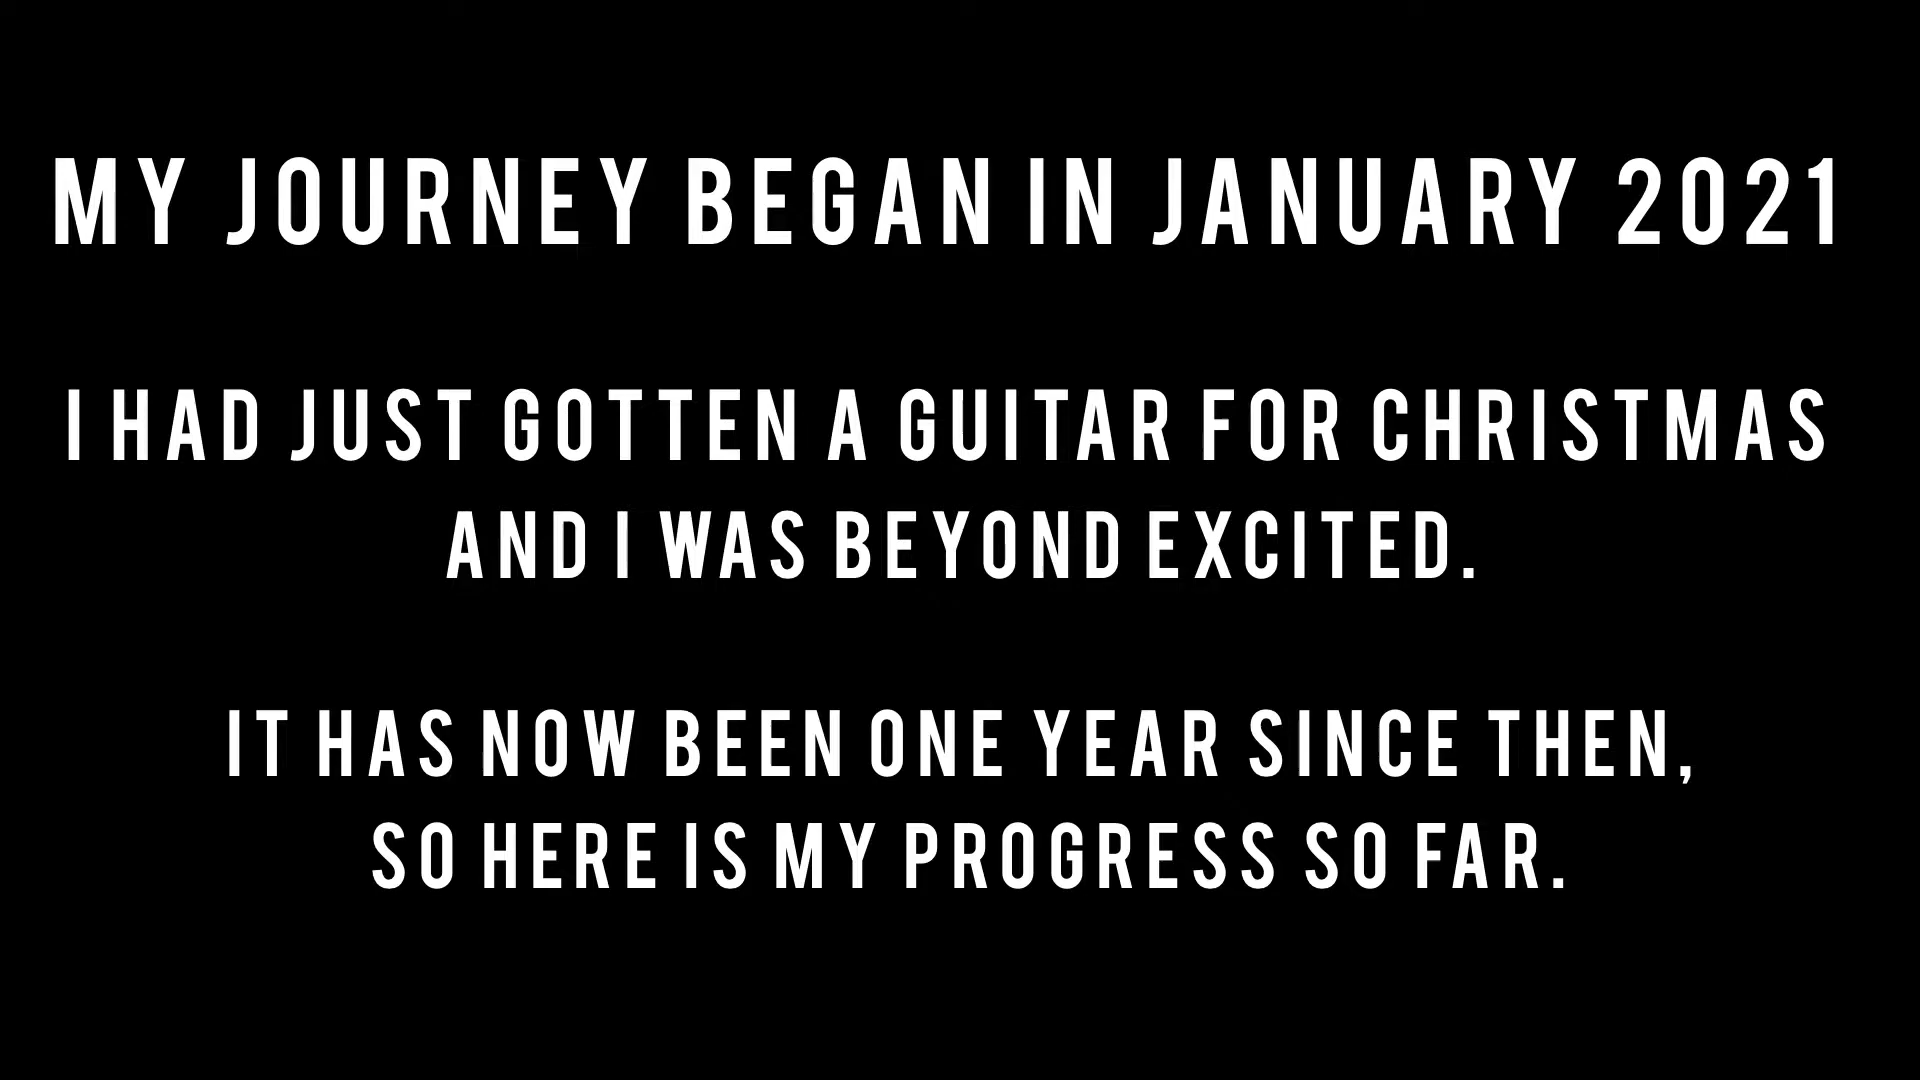 MY JOURNEY BEGAN IN JANUARY 2021
I HAD JUST GOTTEN A GUITAR FOR CHRISTMAS
AND I WAS BEYOND EXCITED.
IT HAS NOW BEEN ONE YEAR SINCE THEN,
SO HERE IS MY PROGRESS SO FAR.